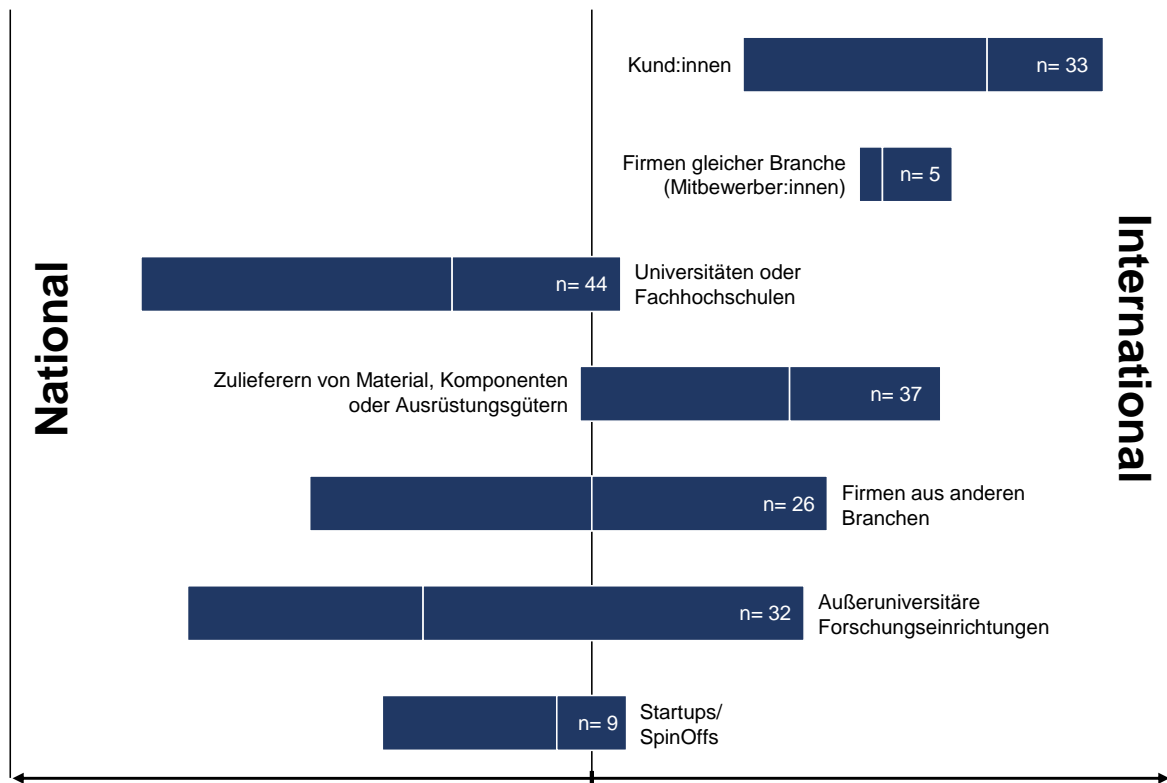 Kund:innen
n= 33
Firmen gleicher Branche
(Mitbewerber:innen)
n= 5
National
International
n= 44
Universitäten oder
Fachhochschulen
Zulieferern von Material, Komponenten
oder Ausrüstungsgütern
n= 37
n= 26
Firmen aus anderen
Branchen
n= 32
Außeruniversitäre
Forschungseinrichtungen
n= 9
Startups/
SpinOffs